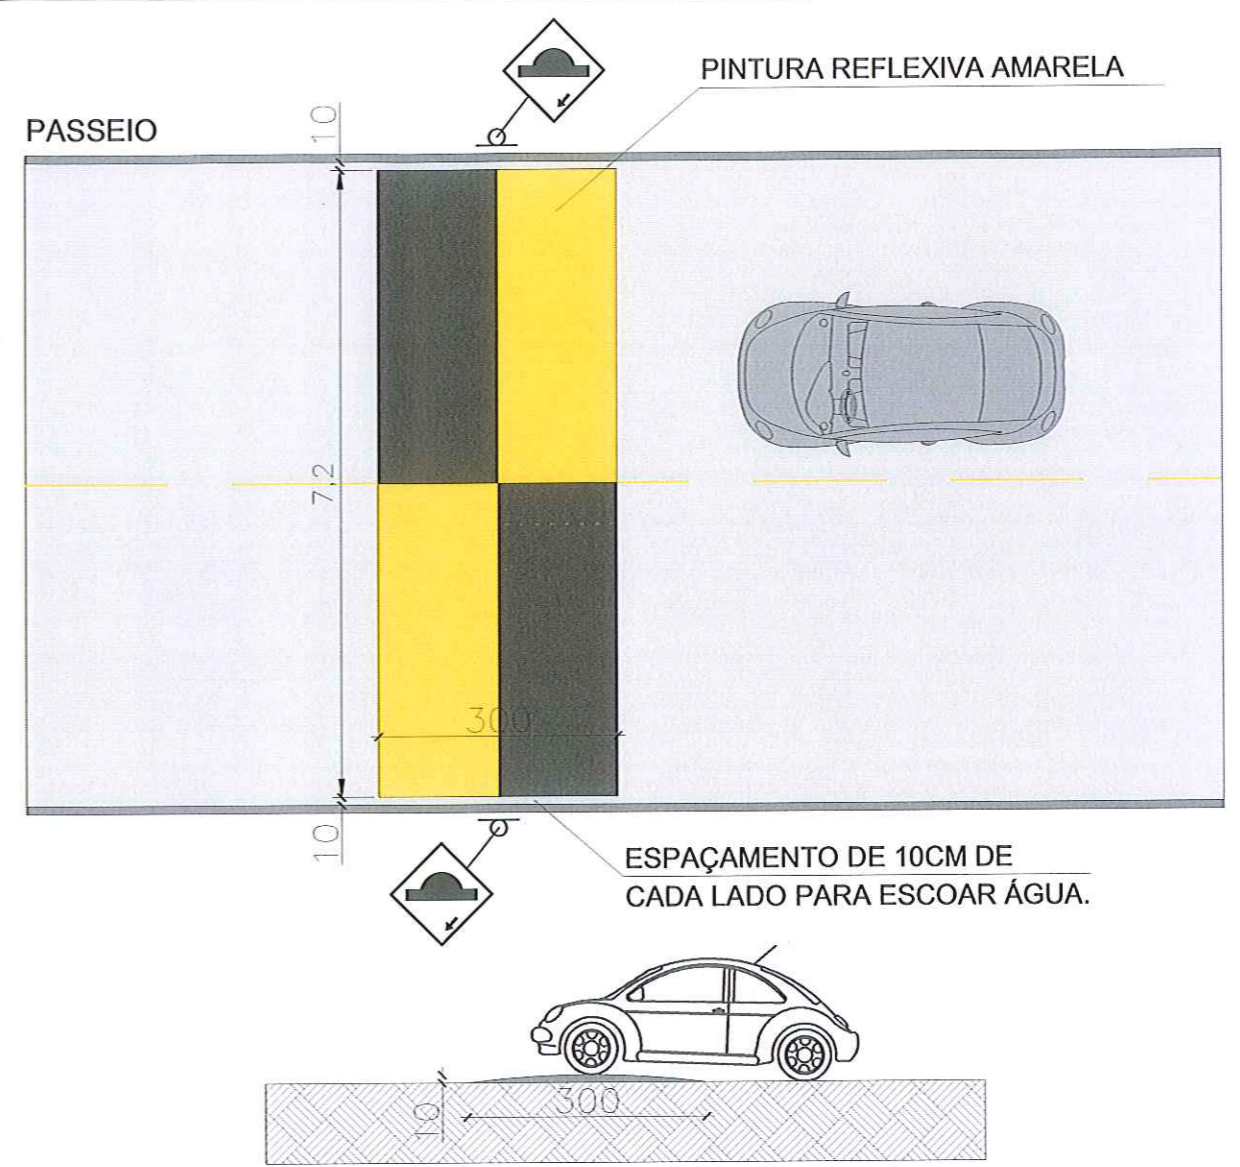 PINTURA REFLEXIVA AMARELA
PASSEIO
10
7,2
300
10
ESPAÇAMENTO DE 10CM DE
CADA LADO PARA ESCOAR ÁGUA.
10
300